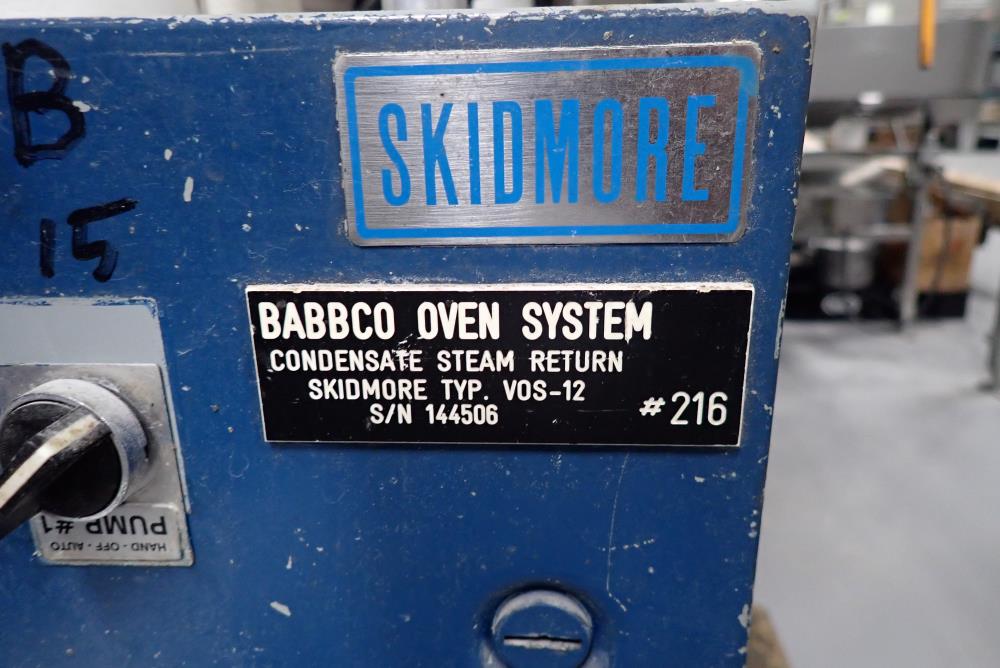 B
15
SKIDMORE
BABBCO OVEN SYSTEM
CONDENSATE STEAM RETURN
SKIDMORE TYP. VOS-12
S/N 144506
#216
PUMP #1
HAND - OFF - AUTO